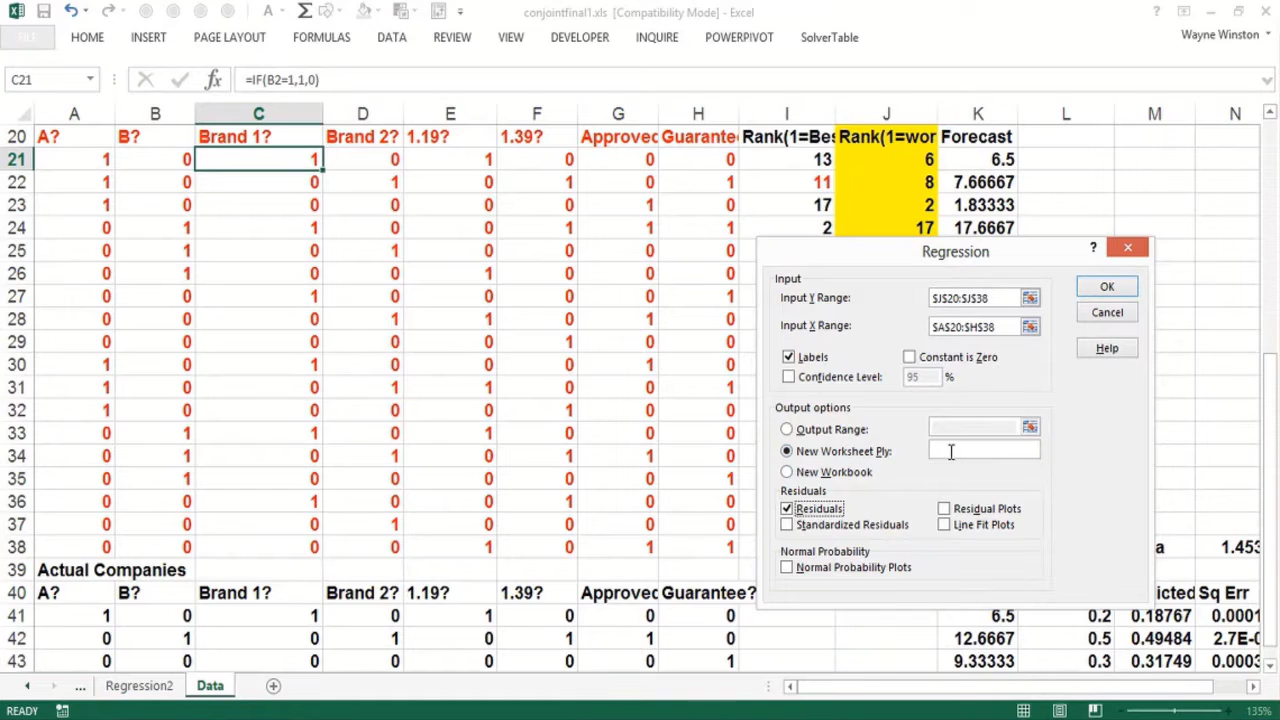 conjointfinal1.xls [Compatibility Mode] - Excel
FILE HOME INSERT PAGE LAYOUT FORMULAS DATA REVIEW VIEW DEVELOPER INQUIRE POWERPIVOT SolverTable Wayne Winston
C21 fx =IF(B2=1,1,0)
A B C D E F G H I J K L M N
20 A? B? Brand 1? Brand 2? 1.19? 1.39? Approved Guarante Rank(1=Bes Rank(1=wor Forecast
21 1 0 1 0 1 0 0 0 13 6 6.5
22 1 0 0 1 0 1 0 1 11 8 7.66667
23 1 0 0 0 0 0 1 0 17 2 1.83333
24 0 1 1 0 0 1 1 1 2 17 17.6667
25 0 1 0 1 0 0 0 0
26 0 1 0 0 1 0 0 0
27 0 0 1 0 0 0 0 1
28 0 0 0 1 1 0 1 0
29 0 0 0 0 0 1 0 0
30 1 0 1 0 0 0 1 0
31 1 0 0 1 1 0 0 1
32 1 0 0 0 0 1 0 0
33 0 1 1 0 1 0 0 0
34 0 1 0 1 0 1 1 0
35 0 1 0 0 0 0 0 1
36 0 0 1 0 0 1 0 0
37 0 0 0 1 0 0 0 0
38 0 0 0 0 1 0 1 1 a 1.453
39 Actual Companies
40 A? B? Brand 1? Brand 2? 1.19? 1.39? Approved Guarantee? icted Sq Err
41 1 0 1 0 1 0 0 0 6.5 0.2 0.18767 0.0001
42 0 1 0 1 0 1 1 0 12.6667 0.5 0.49484 2.7E-0
43 0 0 0 0 0 0 0 1 9.33333 0.3 0.31749 0.0003
Regression
Input
Input Y Range: $J$20:$J$38 OK
Input X Range: $A$20:$H$38 Cancel
Help
Labels Constant is Zero
Confidence Level: 95 %
Output options
Output Range:
New Worksheet Ply:
New Workbook
Residuals
Residuals Residual Plots
Standardized Residuals Line Fit Plots
Normal Probability
Normal Probability Plots
... Regression2 Data
READY 135%